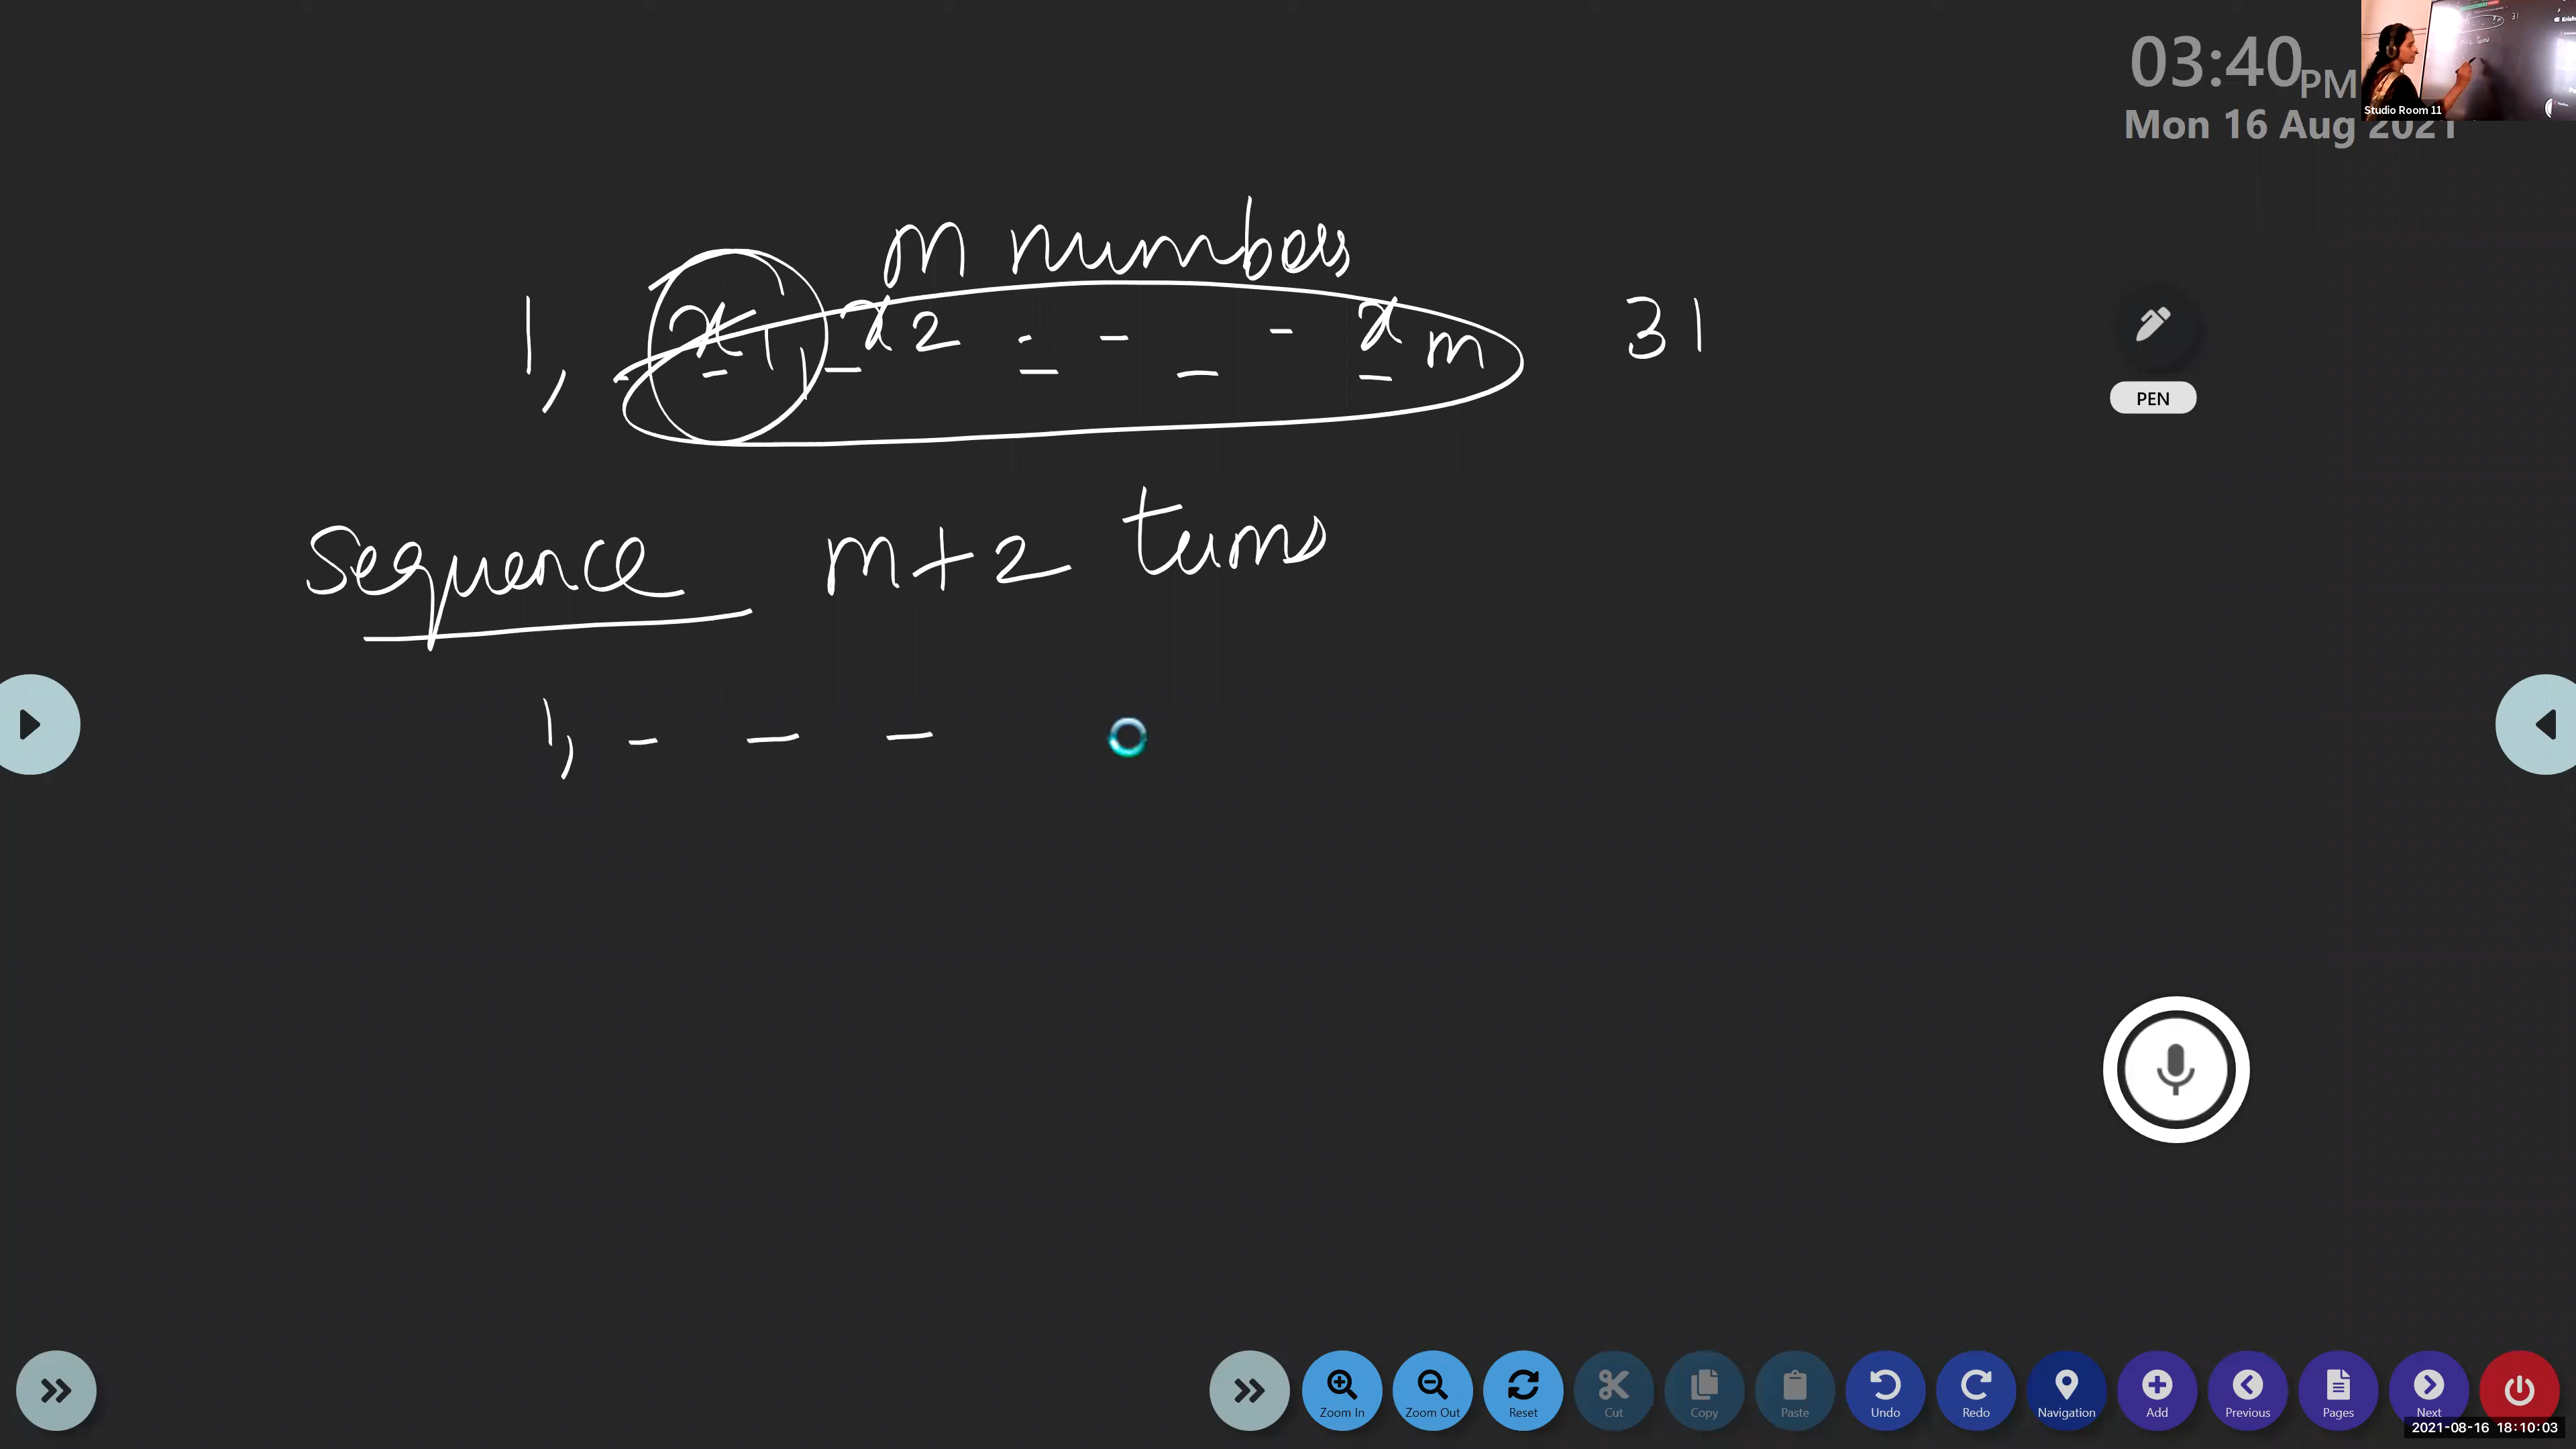 03:40 PM
Mon 16 Aug 2021
Studio Room 11
m numbers
1, x1, x2 - - - xm 31
PEN
Sequence m+2 terms
1, - - -
Zoom In
Zoom Out
Reset
Cut
Copy
Paste
Undo
Redo
Navigation
Add
Previous
Pages
Next
2021-08-16 18:10:03